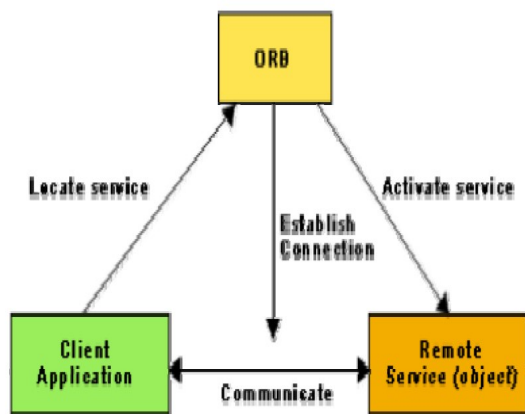 ORB
Locate service
Activate service
Establish
Connection
Client
Application
Remote
Service (object)
Communicate